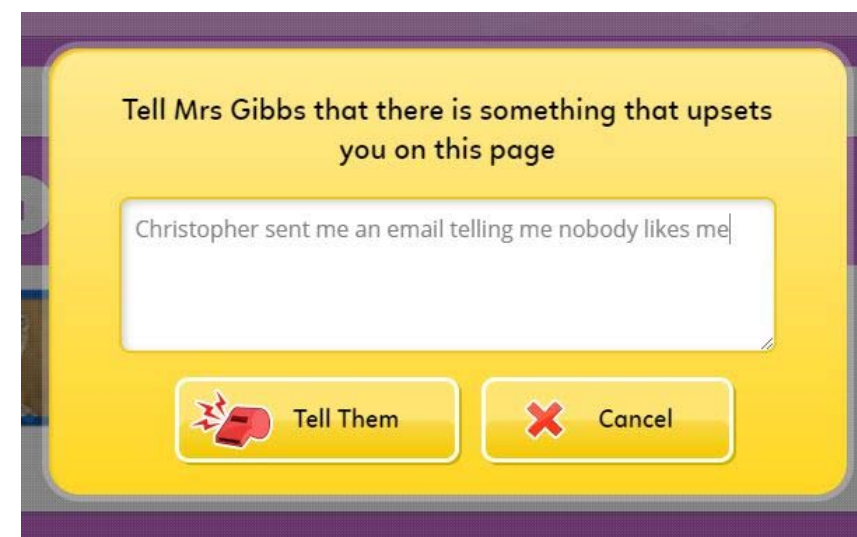 Tell Mrs Gibbs that there is something that upsets
you on this page
Christopher sent me an email telling me nobody likes me
Tell Them
Cancel